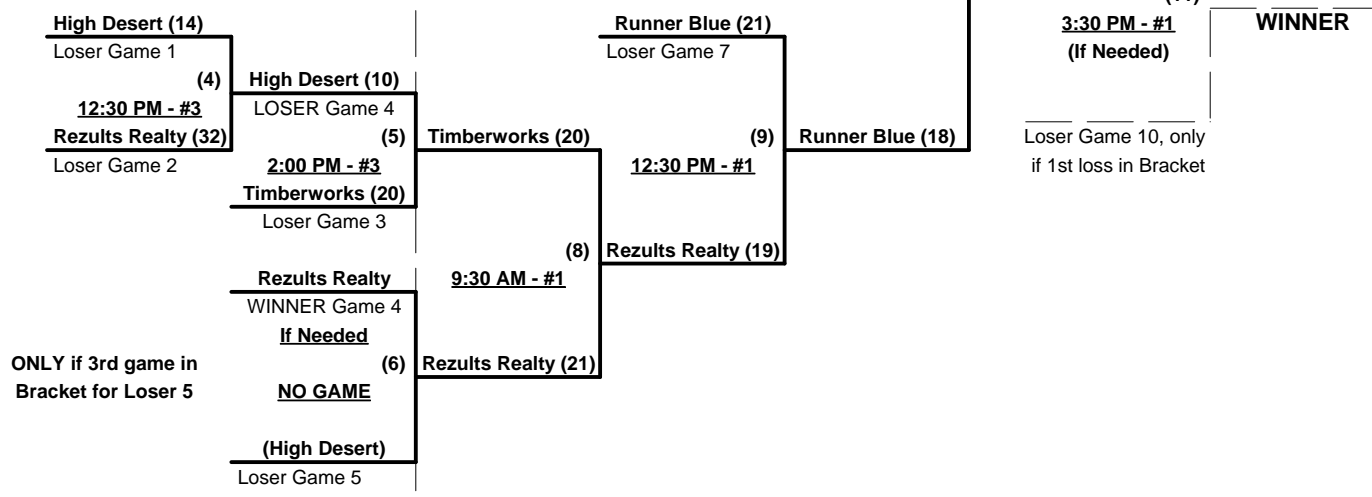 High Desert (14)
Loser Game 1
(4)
12:30 PM - #3
Rezults Realty (32)
Loser Game 2
High Desert (10)
LOSER Game 4
(5)
2:00 PM - #3
Timberworks (20)
Loser Game 3
Rezults Realty
WINNER Game 4
If Needed
(6)
NO GAME
(High Desert)
Loser Game 5
ONLY if 3rd game in
Bracket for Loser 5
Timberworks (20)
(8)
9:30 AM - #1
Rezults Realty (21)
Runner Blue (21)
Loser Game 7
(9)
12:30 PM - #1
Rezults Realty (19)
Runner Blue (18)
3:30 PM - #1
(If Needed)
WINNER
Loser Game 10, only
if 1st loss in Bracket